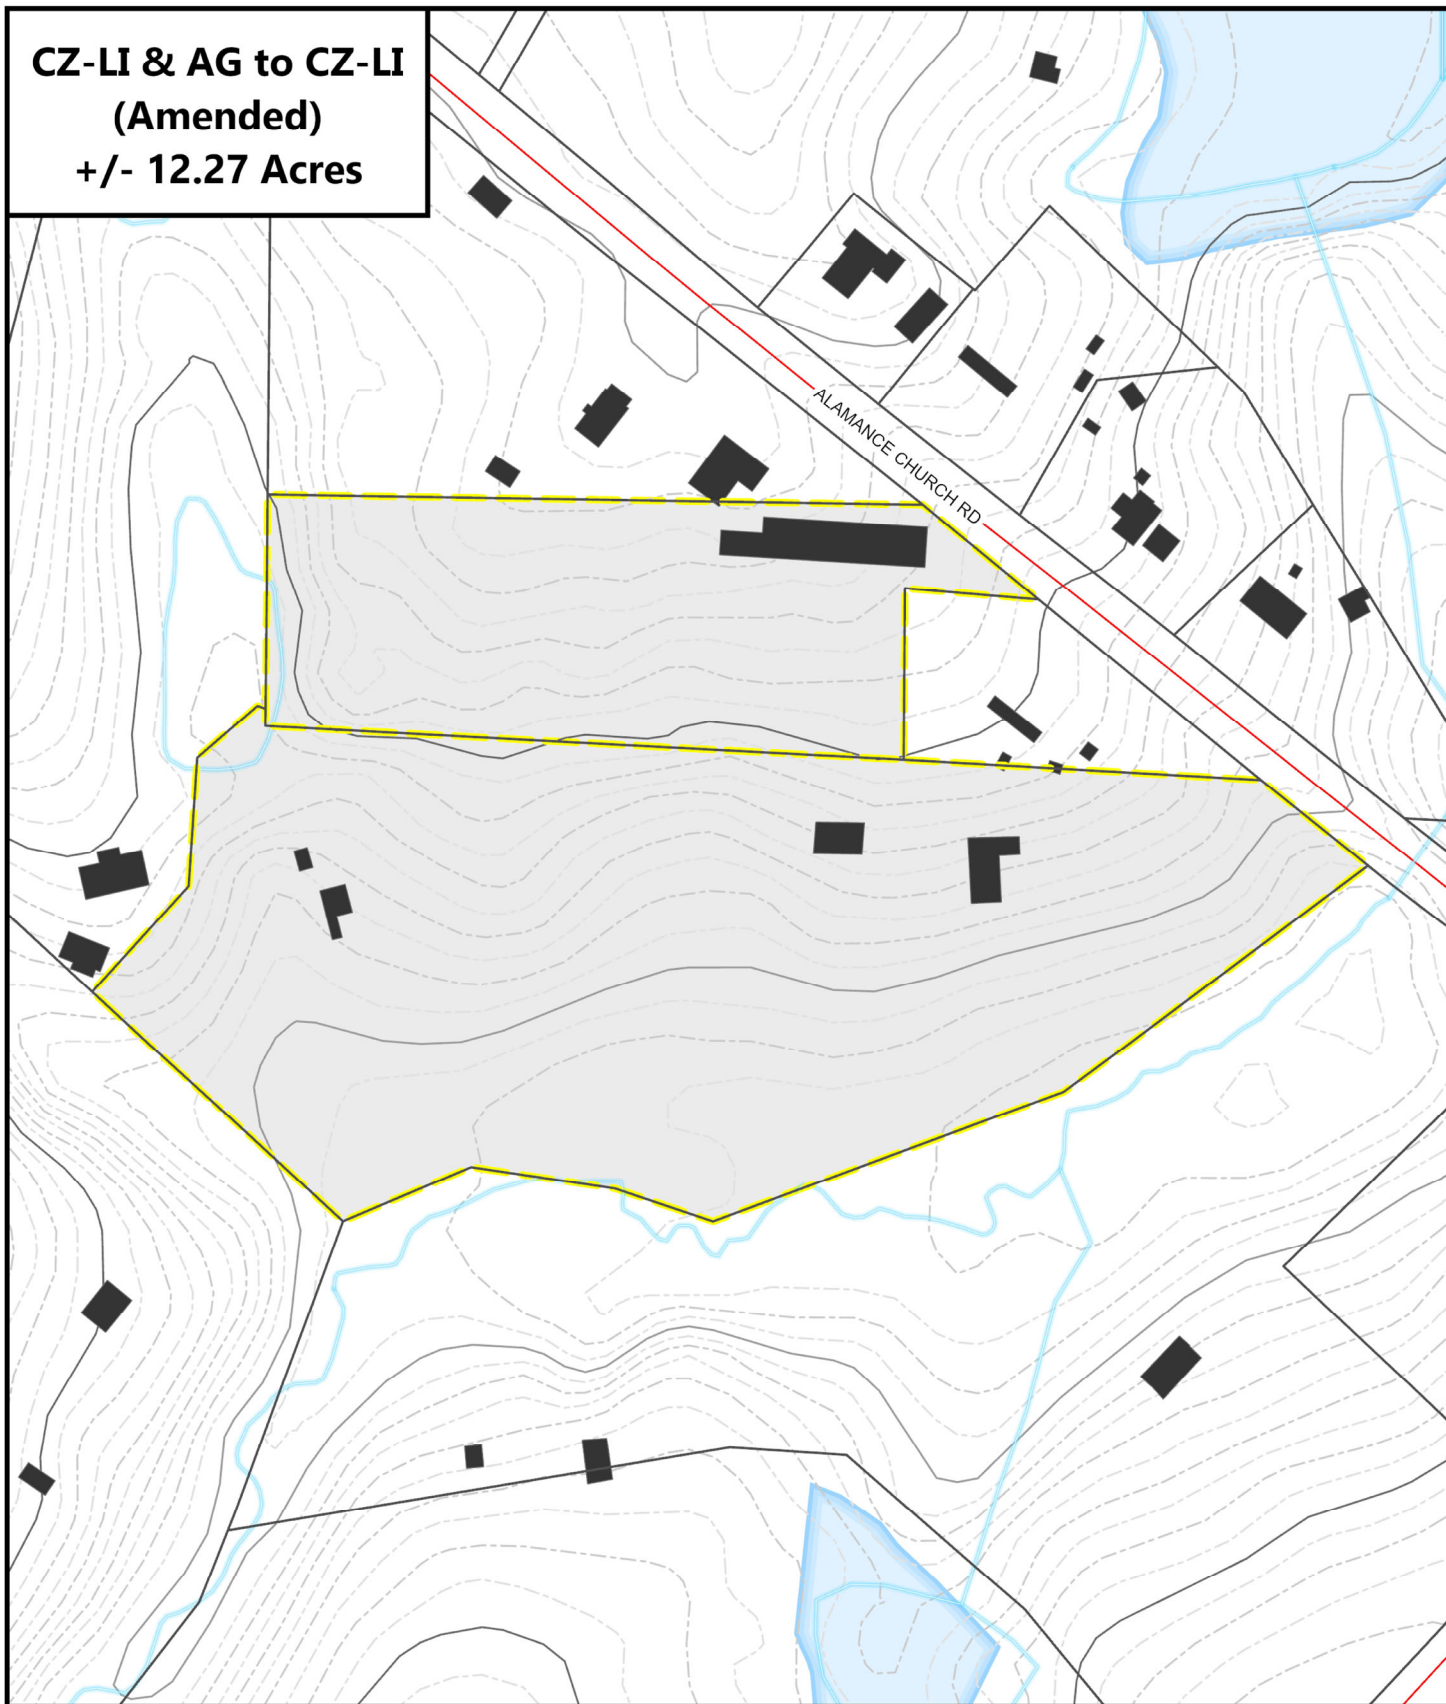 CZ-LI & AG to CZ-LI
(Amended)
+/- 12.27 Acres
ALAMANCE CHURCH RD